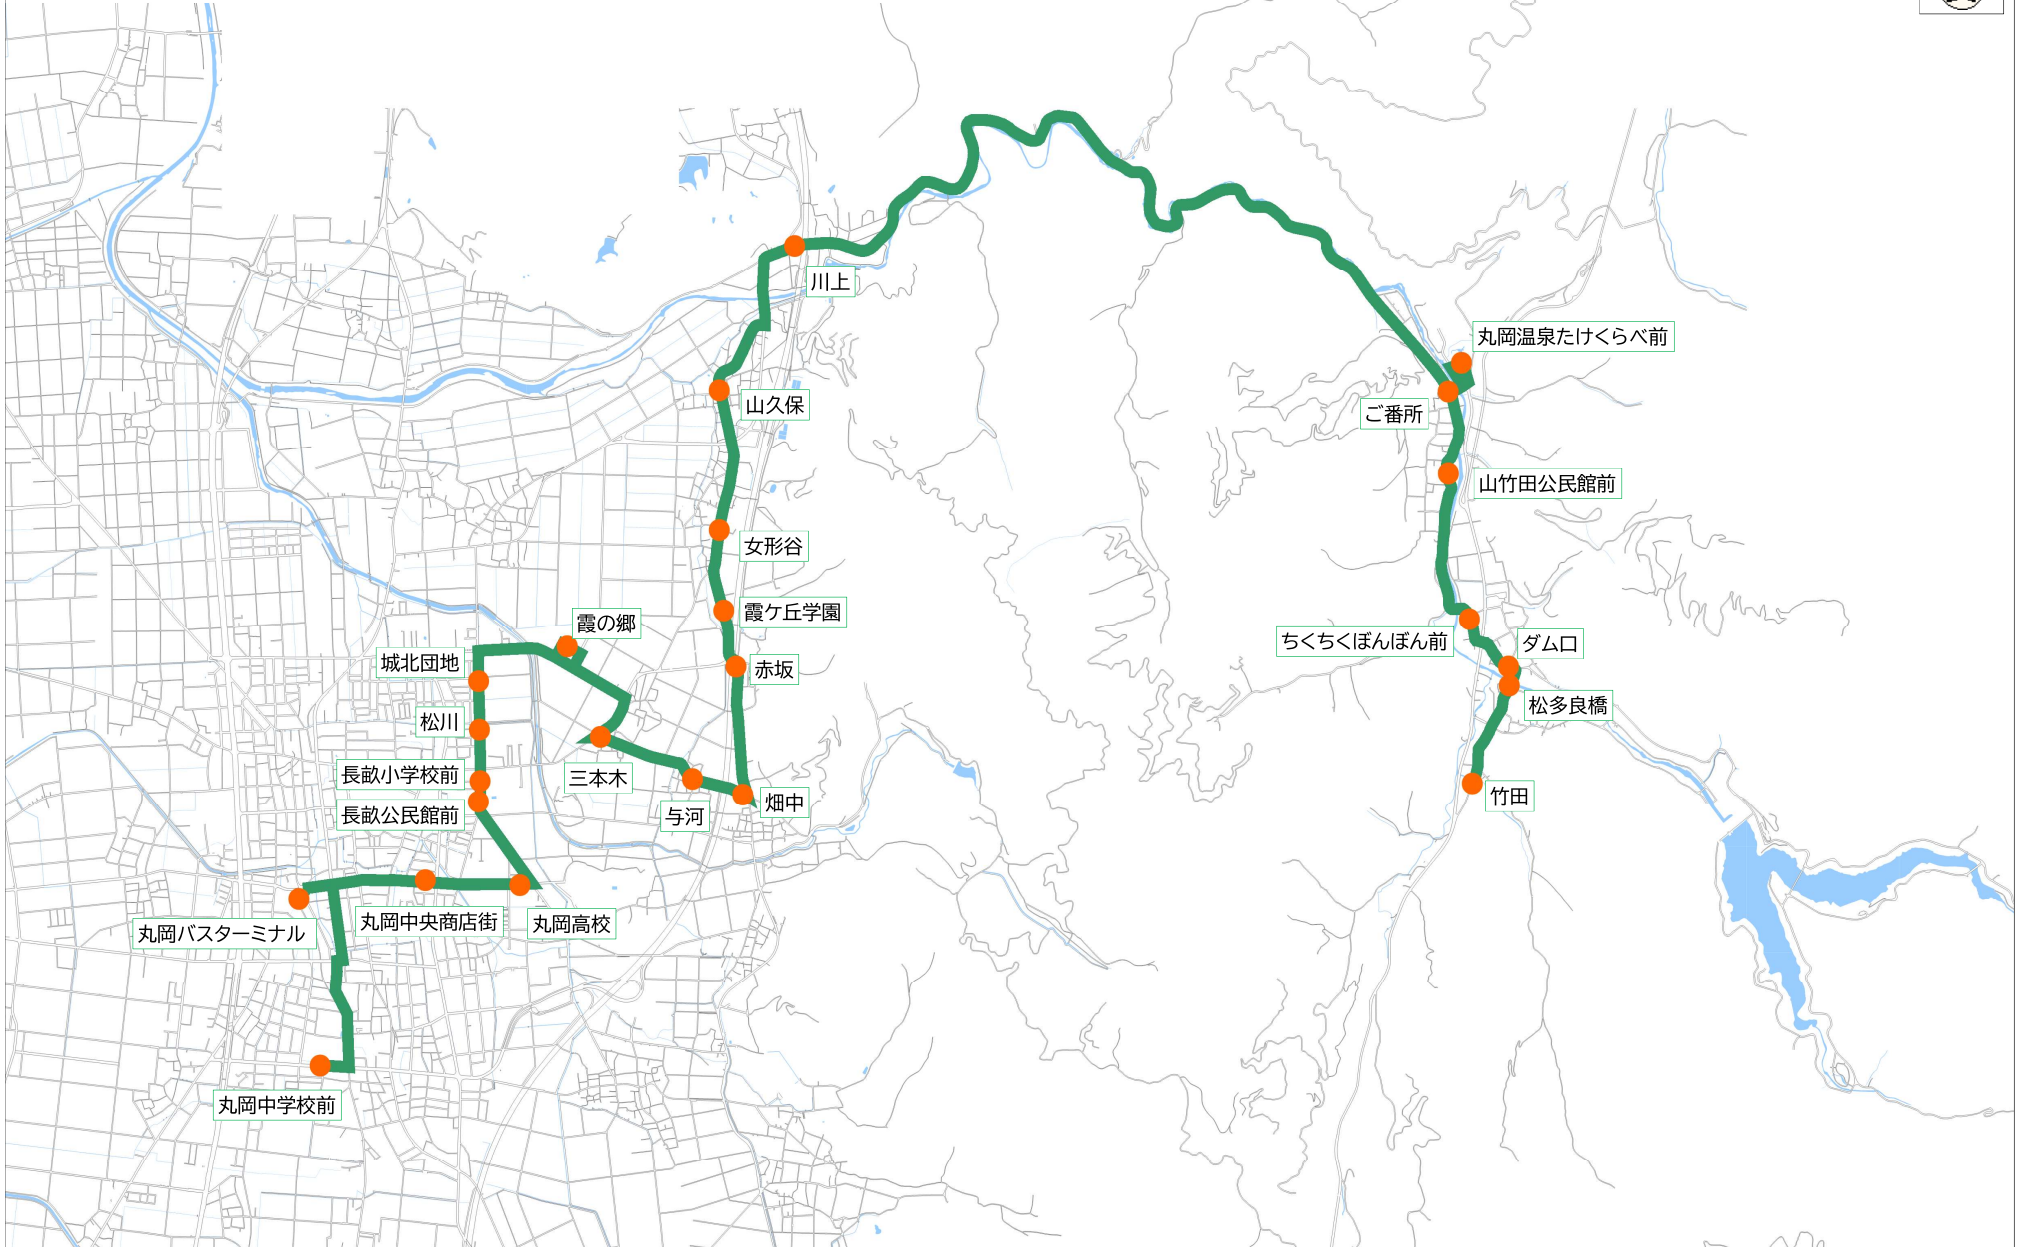 川上
丸岡温泉たけくらべ前
山久保
ご番所
山竹田公民館前
女形谷
霞ケ丘学園
霞の郷
ちくちくぼんぼん前
ダム口
城北団地
赤坂
松多良橋
松川
長畝小学校前
三本木
竹田
長畝公民館前
与河
畑中
丸岡中央商店街
丸岡高校
丸岡バスターミナル
丸岡中学校前